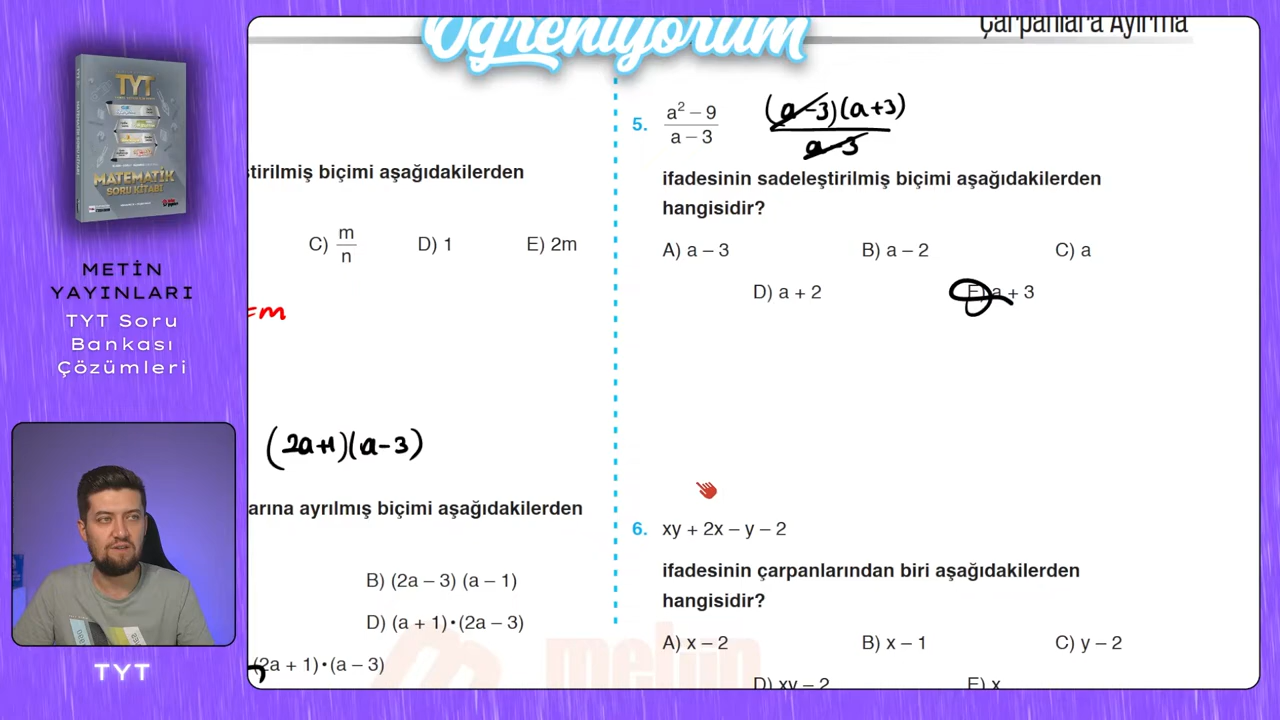 Öğreniyorum
Çarpanlara Ayırma
TYT
MATEMATİK
SORU KİTABI
METİN
YAYINLARI
TYT Soru
Bankası
Çözümleri
TYT
tirilmiş biçimi aşağıdakilerden
C) m/n D) 1 E) 2m
=m
(2a+1)(a-3)
arına ayrılmış biçimi aşağıdakilerden
B) (2a – 3) (a – 1)
D) (a + 1)•(2a – 3)
(2a + 1)•(a – 3)
5. a² – 9 / a – 3 (a-3)(a+3) / a-3
ifadesinin sadeleştirilmiş biçimi aşağıdakilerden
hangisidir?
A) a – 3 B) a – 2 C) a
D) a + 2 E) a + 3
6. xy + 2x – y – 2
ifadesinin çarpanlarından biri aşağıdakilerden
hangisidir?
A) x – 2 B) x – 1 C) y – 2
D) xy – 2 E) x
metin